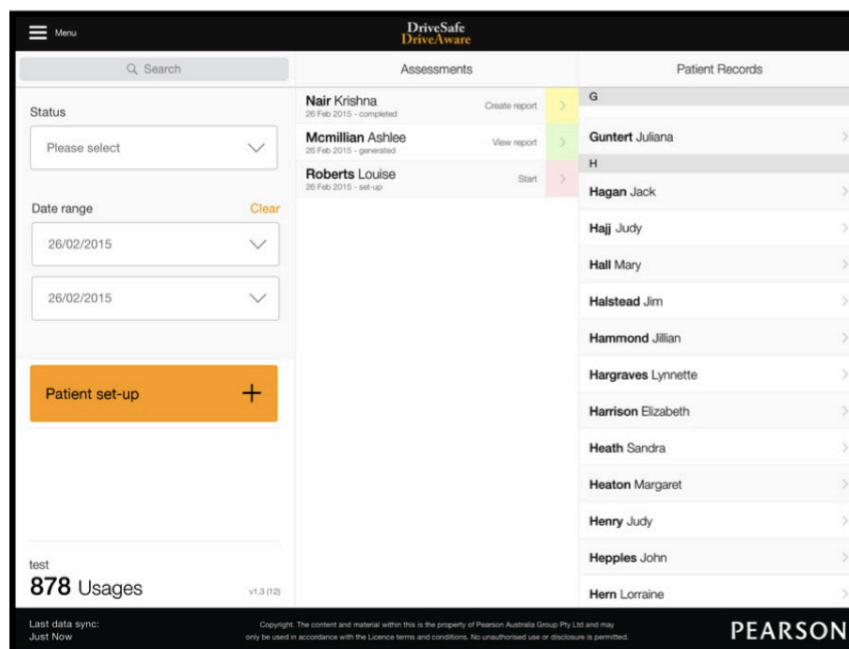 Menu
DriveSafe
DriveAware
Search
Assessments
Patient Records
Status
Please select
Date range
Clear
26/02/2015
26/02/2015
Patient set-up
test
878 Usages
v1.3 (12)
Nair Krishna
26 Feb 2015 - completed
Create report
Mcmillian Ashlee
26 Feb 2015 - generated
View report
Roberts Louise
26 Feb 2015 - set-up
Start
G
Guntert Juliana
H
Hagan Jack
Hajj Judy
Hall Mary
Halstead Jim
Hammond Jillian
Hargraves Lynnette
Harrison Elizabeth
Heath Sandra
Heaton Margaret
Henry Judy
Hepples John
Hern Lorraine
Last data sync:
Just Now
Copyright. The content and material within this is the property of Pearson Australia Group Pty Ltd and may
only be used in accordance with the Licence terms and conditions. No unauthorised use or disclosure is permitted.
PEARSON